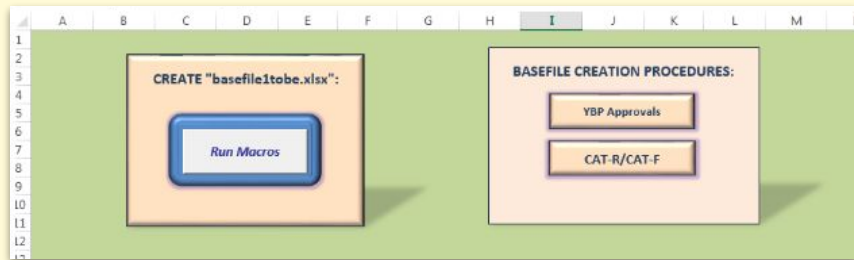 A B C D E F G H I J K L M
1
2
3
4
5
6
7
8
9
10
11
12
CREATE "basefile1tobe.xlsx":
Run Macros
BASEFILE CREATION PROCEDURES:
YBP Approvals
CAT-R/CAT-F